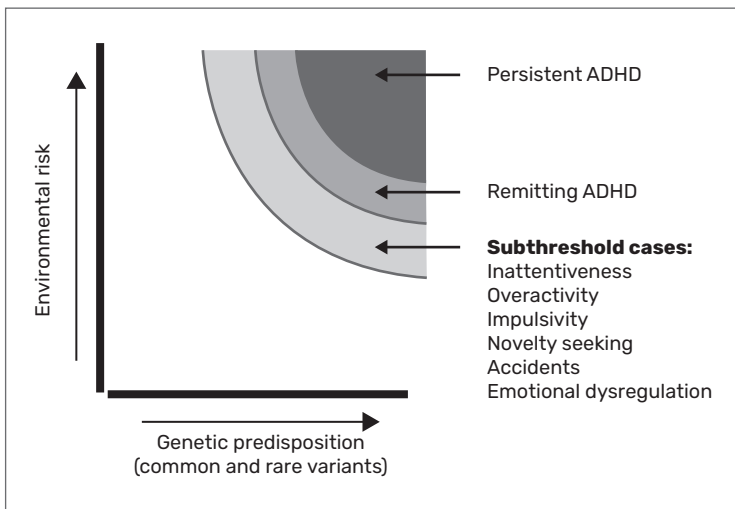 Persistent ADHD
Remitting ADHD
Subthreshold cases:
Inattentiveness
Overactivity
Impulsivity
Novelty seeking
Accidents
Emotional dysregulation
Environmental risk
Genetic predisposition
(common and rare variants)